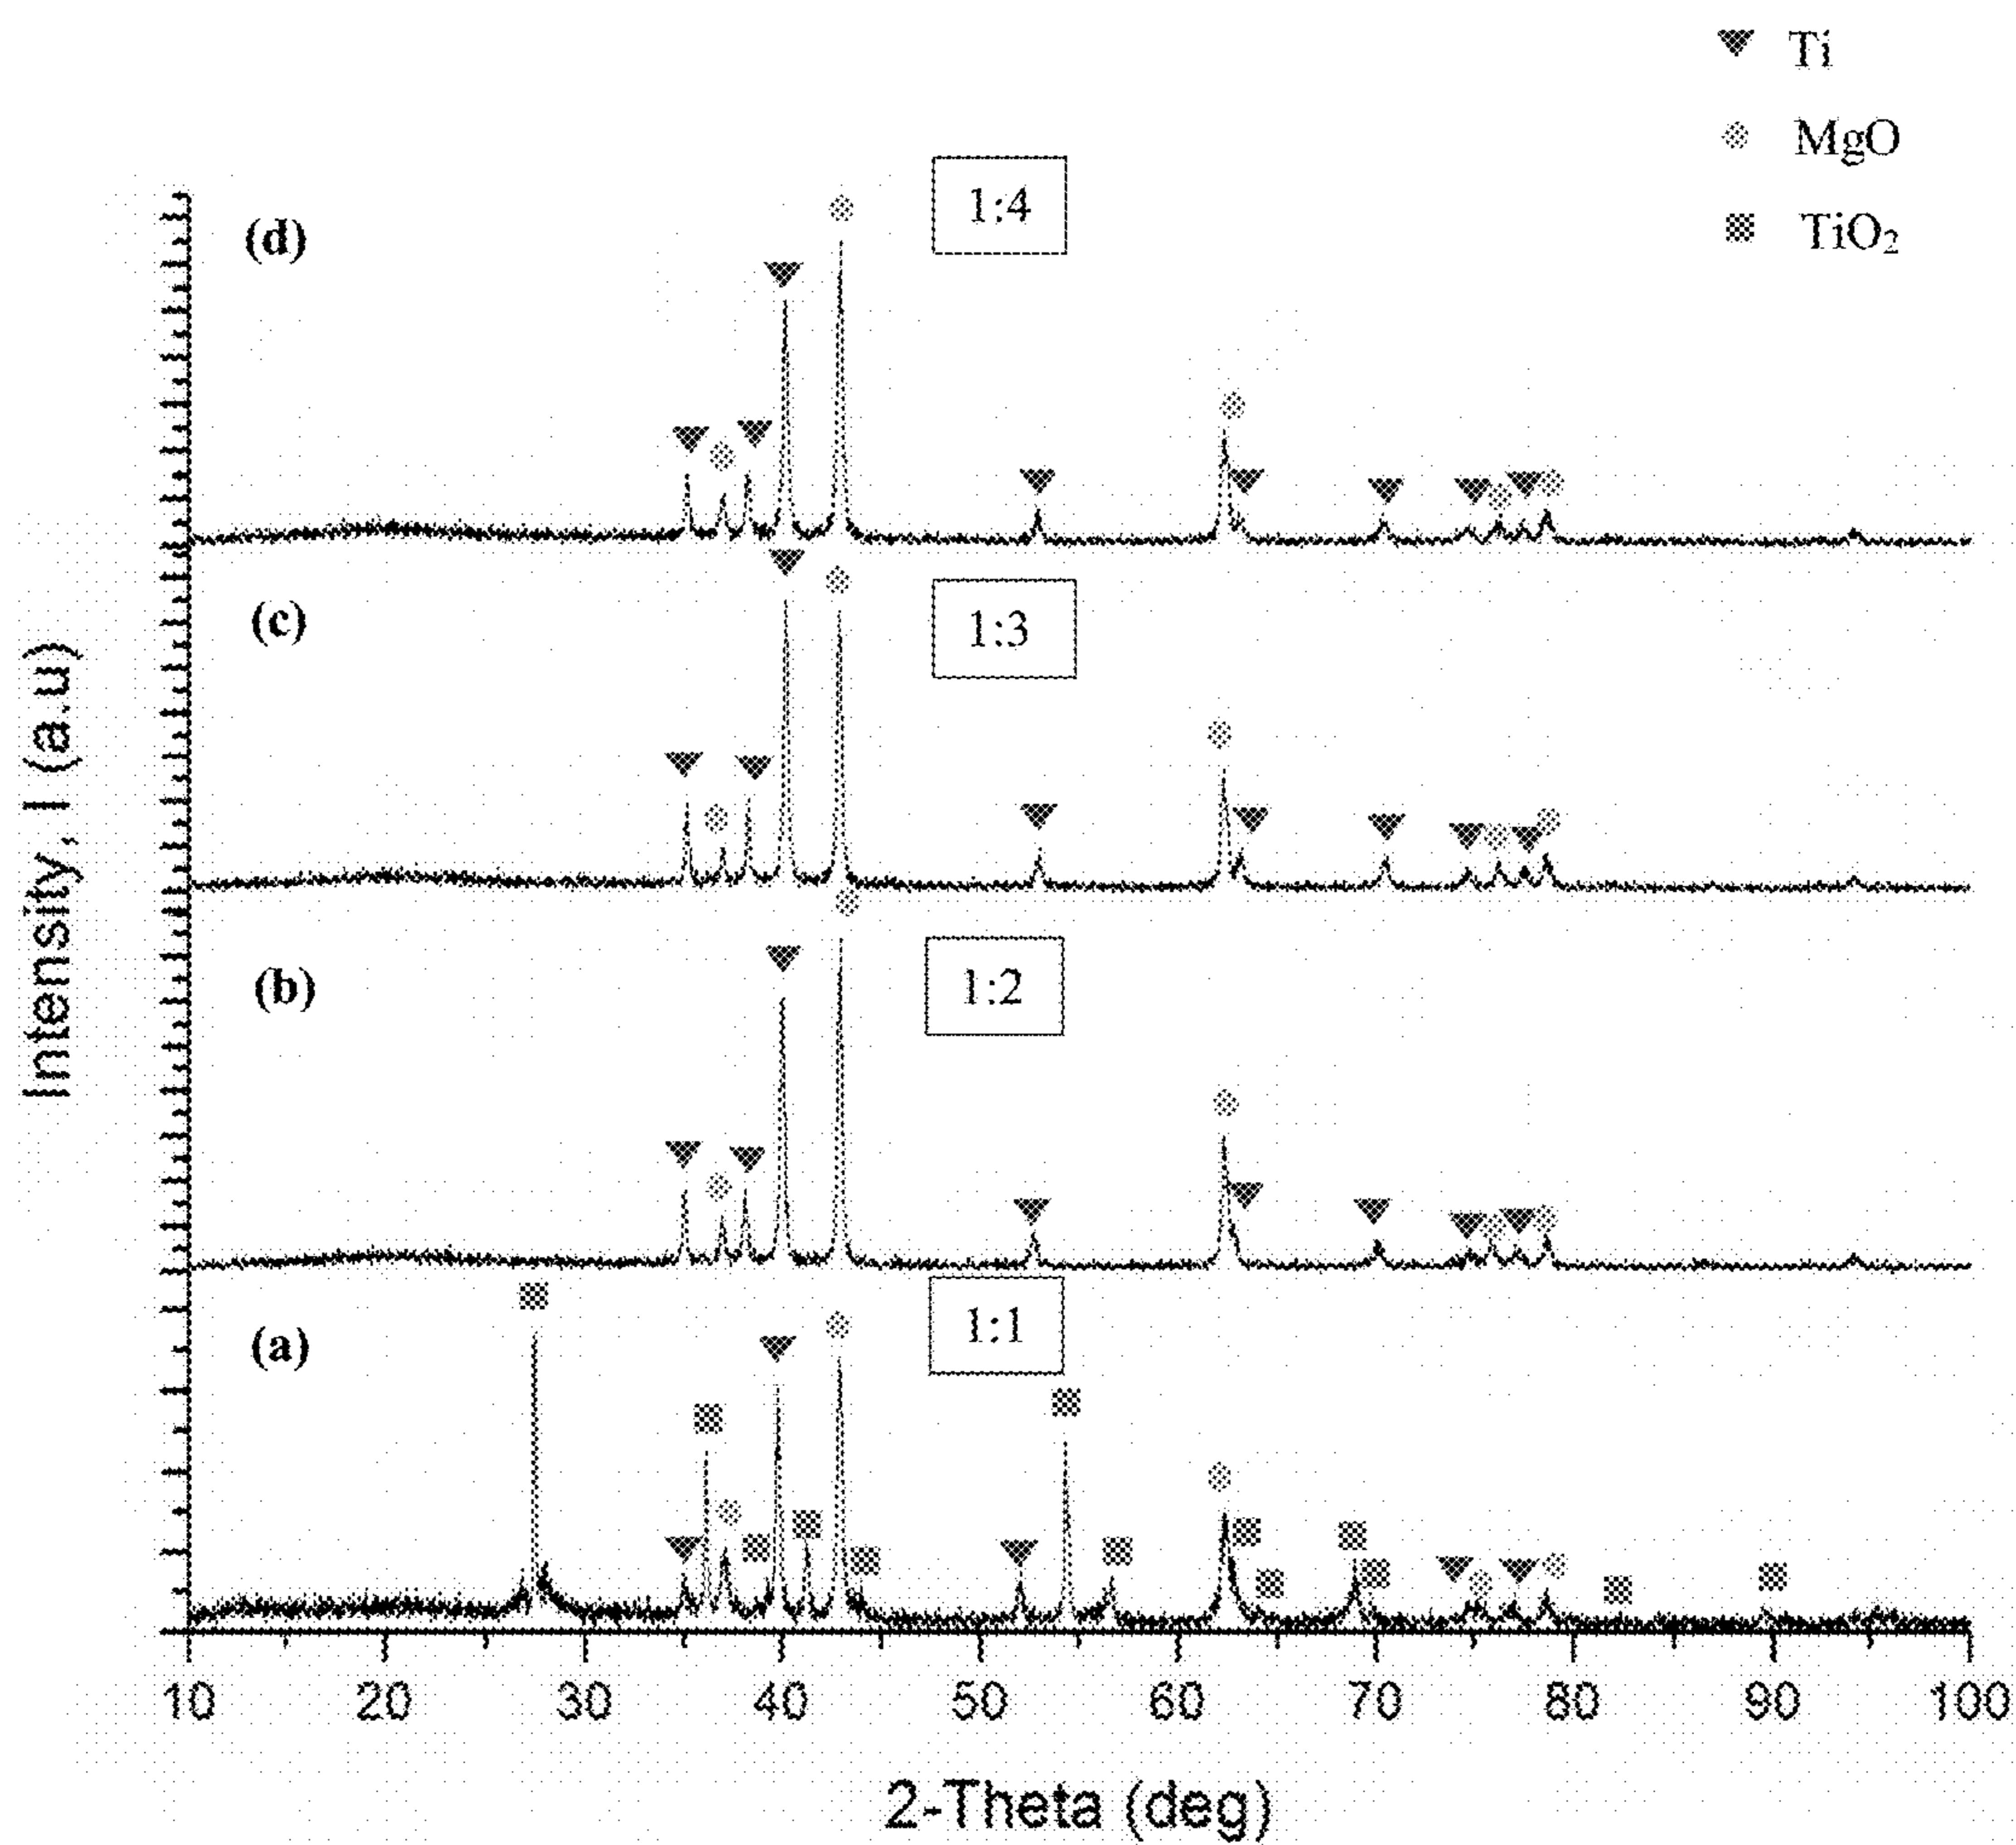 Ti
MgO
TiO₂
(d)
1:4
(c)
1:3
(b)
1:2
(a)
1:1
Intensity, I (a.u)
10 20 30 40 50 60 70 80 90 100
2-Theta (deg)